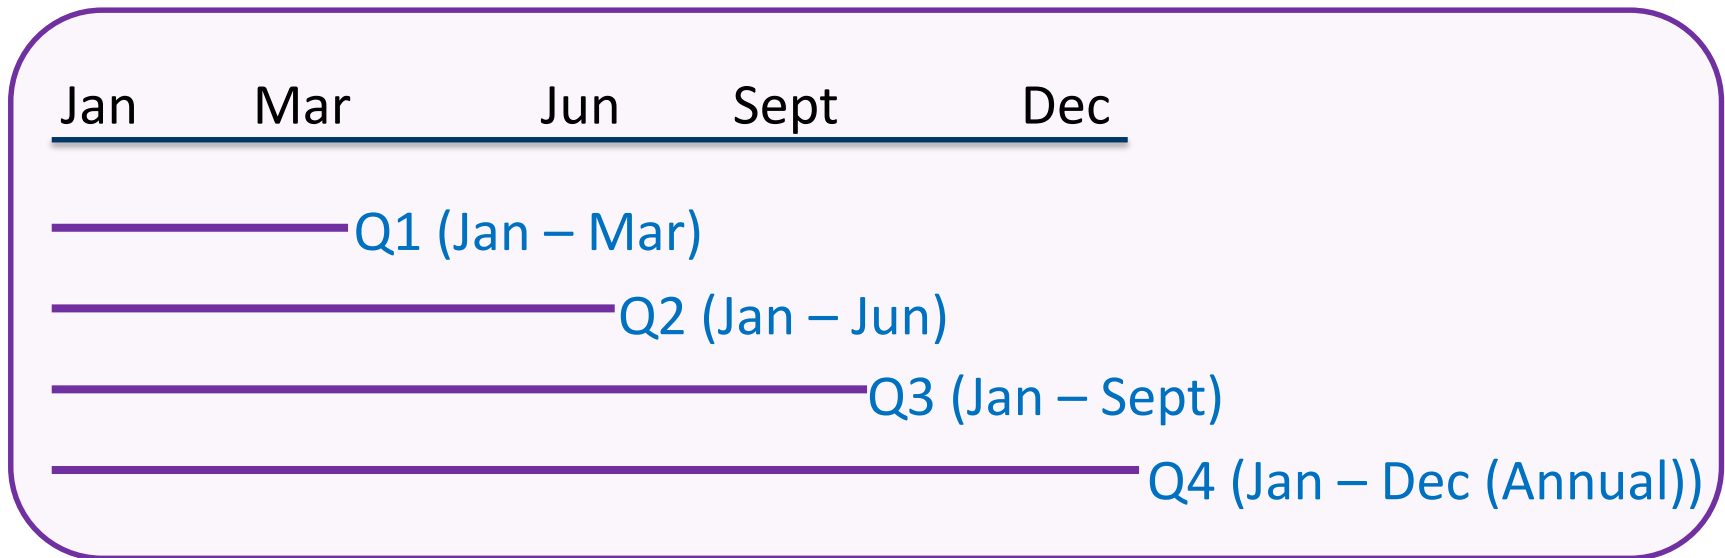 Jan Mar Jun Sept Dec
Q1 (Jan – Mar)
Q2 (Jan – Jun)
Q3 (Jan – Sept)
Q4 (Jan – Dec (Annual))